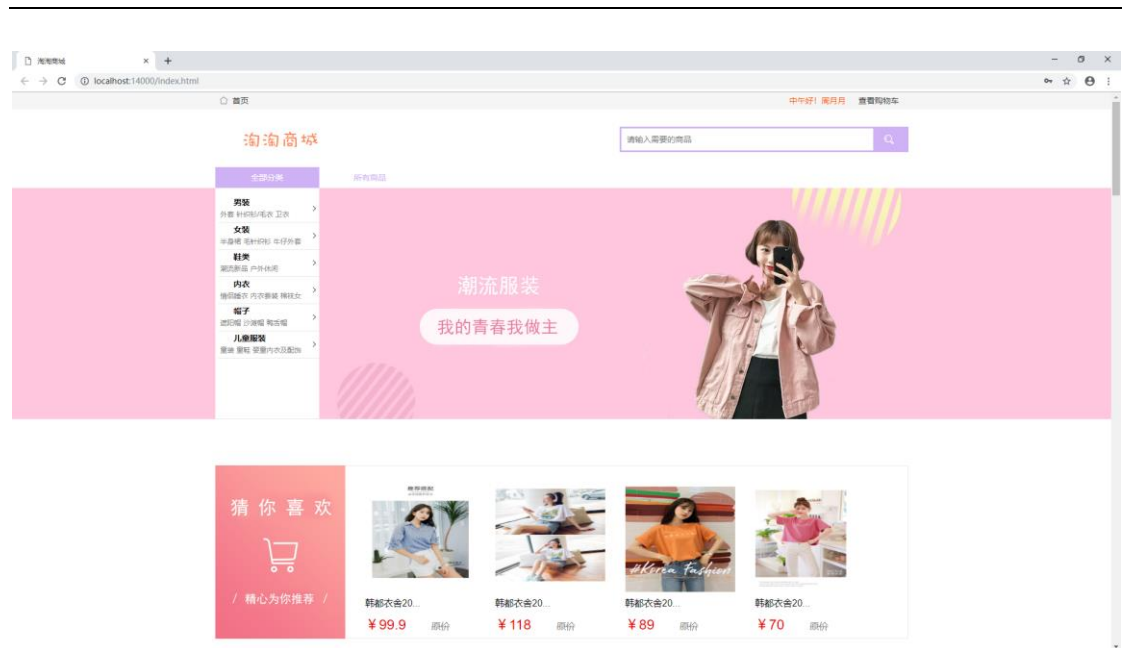 淘淘商城
localhost:14000/index.html
首页
中午好！ 周月月 查看购物车
淘淘商城
请输入需要的商品
全部分类 所有商品
男装
外套 针织衫/毛衣 卫衣
女装
半身裙 毛针织衫 牛仔外套
鞋类
潮流新品 户外休闲
内衣
情侣睡衣 内衣套装 棉袜女
帽子
遮阳帽 沙滩帽 鸭舌帽
儿童服装
童装 童鞋 婴童内衣及配饰
潮流服装
我的青春我做主
猜你喜欢
/ 精心为你推荐 /
#Korea Fashion
韩都衣舍20... 韩都衣舍20... 韩都衣舍20... 韩都衣舍20...
¥99.9 原价 ¥118 原价 ¥89 原价 ¥70 原价